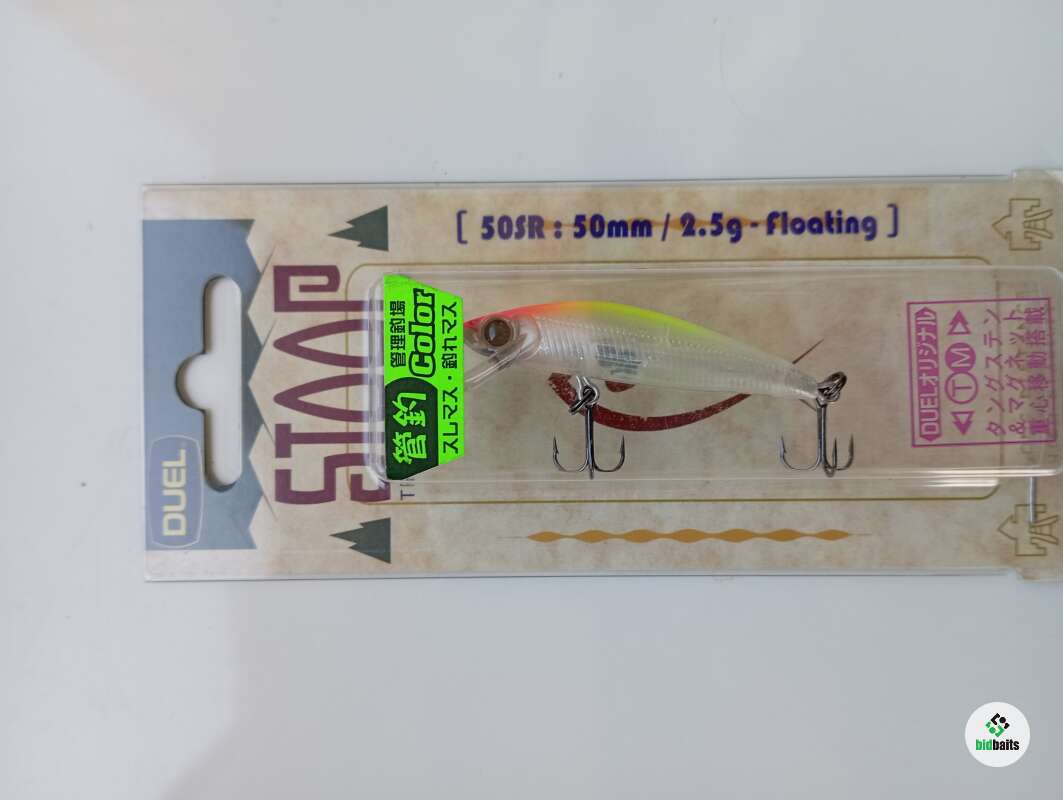 [ 50SR : 50mm / 2.5g - Floating ]
DUEL
管釣
管理釣場
Color
スレマス・釣れマス
DUELオリジナル
TM
タングステン
&マグネット
重心移動搭載
bidbaits